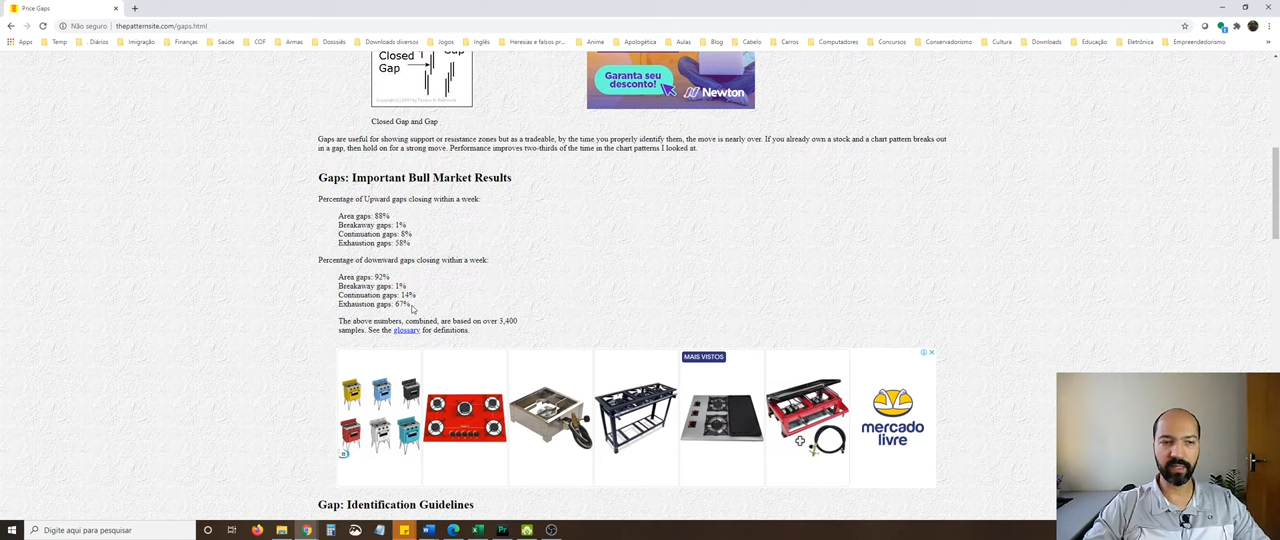 Price Gaps
Não seguro
thepatternsite.com/gaps.html
Apps
Temp
. Diários
Imigração
Finanças
Saúde
COF
Armas
Dosssiês
Downloads diversos
Jogos
Inglês
Heresias e falsos pr...
Anime
Apologética
Aulas
Blog
Cabelo
Carros
Computadores
Concursos
Conservadorismo
Cultura
Downloads
Educação
Eletrônica
Empreendedorismo
Gap
Closed
Gap
Garanta seu
desconto!
Newton
Closed Gap and Gap
Gaps are useful for showing support or resistance zones but as a tradeable, by the time you properly identify them, the move is nearly over. If you already own a stock and a chart pattern breaks out
in a gap, then hold on for a strong move. Performance improves two-thirds of the time in the chart patterns I looked at.
Gaps: Important Bull Market Results
Percentage of Upward gaps closing within a week:
Area gaps: 88%
Breakaway gaps: 1%
Continuation gaps: 8%
Exhaustion gaps: 58%
Percentage of downward gaps closing within a week:
Area gaps: 92%
Breakaway gaps: 1%
Continuation gaps: 14%
Exhaustion gaps: 67%
The above numbers, combined, are based on over 3,400
samples. See the glossary for definitions.
MAIS VISTOS
mercado
livre
Gap: Identification Guidelines
Digite aqui para pesquisar